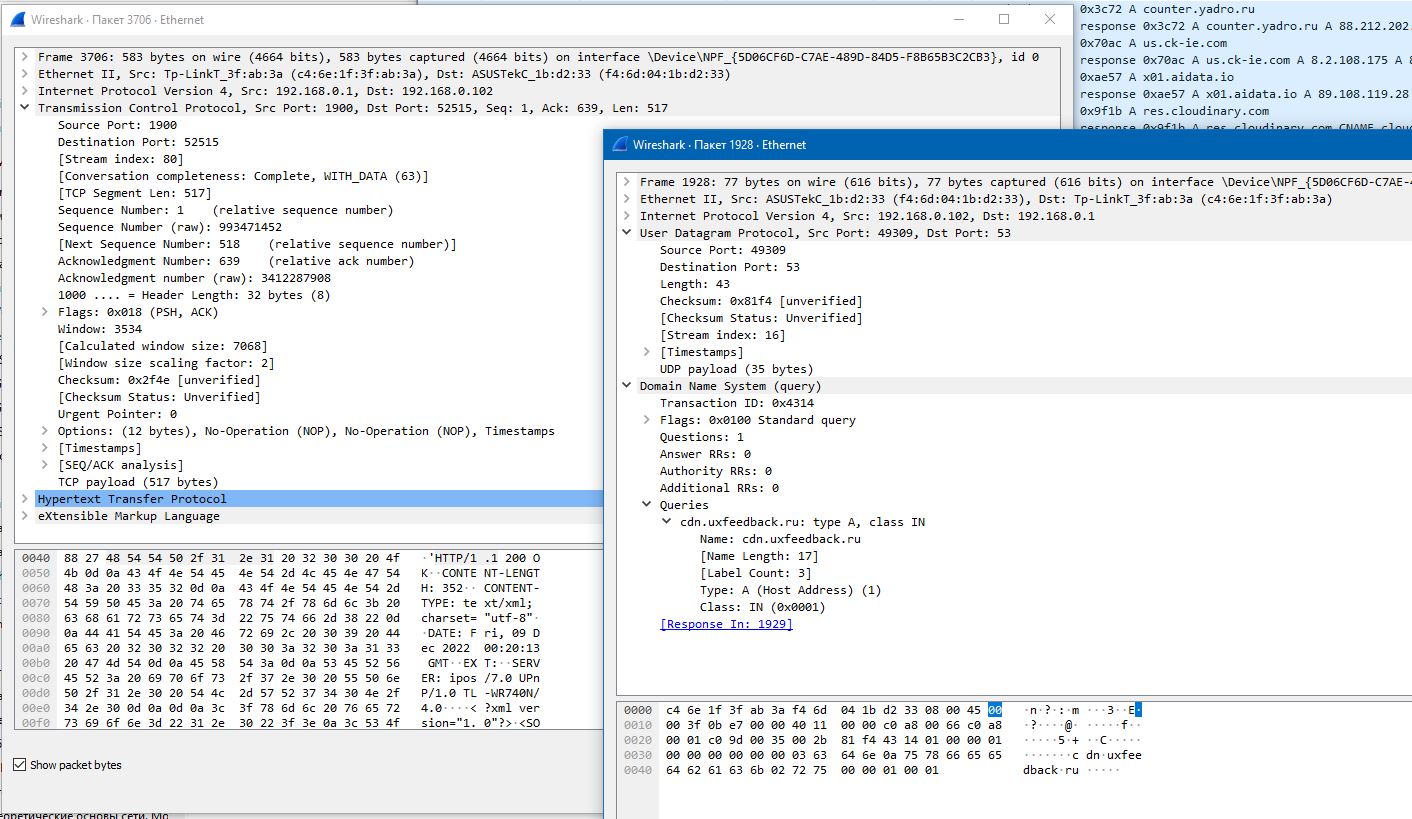 Wireshark · Пакет 3706 · Ethernet
Frame 3706: 583 bytes on wire (4664 bits), 583 bytes captured (4664 bits) on interface \Device\NPF_{5D06CF6D-C7AE-489D-84D5-F8B65B3C2CB3}, id 0
Ethernet II, Src: Tp-LinkT_3f:ab:3a (c4:6e:1f:3f:ab:3a), Dst: ASUSTekC_1b:d2:33 (f4:6d:04:1b:d2:33)
Internet Protocol Version 4, Src: 192.168.0.1, Dst: 192.168.0.102
Transmission Control Protocol, Src Port: 1900, Dst Port: 52515, Seq: 1, Ack: 639, Len: 517
Source Port: 1900
Destination Port: 52515
[Stream index: 80]
[Conversation completeness: Complete, WITH_DATA (63)]
[TCP Segment Len: 517]
Sequence Number: 1    (relative sequence number)
Sequence Number (raw): 993471452
[Next Sequence Number: 518    (relative sequence number)]
Acknowledgment Number: 639    (relative ack number)
Acknowledgment number (raw): 3412287908
1000 .... = Header Length: 32 bytes (8)
Flags: 0x018 (PSH, ACK)
Window: 3534
[Calculated window size: 7068]
[Window size scaling factor: 2]
Checksum: 0x2f4e [unverified]
[Checksum Status: Unverified]
Urgent Pointer: 0
Options: (12 bytes), No-Operation (NOP), No-Operation (NOP), Timestamps
[Timestamps]
[SEQ/ACK analysis]
TCP payload (517 bytes)
Hypertext Transfer Protocol
eXtensible Markup Language
0040 88 27 48 54 54 50 2f 31 2e 31 20 32 30 30 20 4f ·'HTTP/1 .1 200 O
0050 4b 0d 0a 43 4f 4e 54 45 4e 54 2d 4c 45 4e 47 54 K··CONTE NT-LENGT
0060 48 3a 20 33 35 32 0d 0a 43 4f 4e 54 45 4e 54 2d H: 352·· CONTENT-
0070 54 59 50 45 3a 20 74 65 78 74 2f 78 6d 6c 3b 20 TYPE: te xt/xml;
0080 63 68 61 72 73 65 74 3d 22 75 74 66 2d 38 22 0d charset= "utf-8"·
0090 0a 44 41 54 45 3a 20 46 72 69 2c 20 30 39 20 44 ·DATE: F ri, 09 D
00a0 65 63 20 32 30 32 32 20 30 30 3a 32 30 3a 31 33 ec 2022 00:20:13
00b0 20 47 4d 54 0d 0a 45 58 54 3a 0d 0a 53 45 52 56 GMT··EX T:··SERV
00c0 45 52 3a 20 69 70 6f 73 2f 37 2e 30 20 55 50 6e ER: ipos /7.0 UPn
00d0 50 2f 31 2e 30 20 54 4c 2d 57 52 37 34 30 4e 2f P/1.0 TL -WR740N/
00e0 34 2e 30 0d 0a 0d 0a 3c 3f 78 6d 6c 20 76 65 72 4.0····< ?xml ver
00f0 73 69 6f 6e 3d 22 31 2e 30 22 3f 3e 0a 3c 53 4f sion="1. 0"?>·<SO
Show packet bytes
еоретические основы сети. Мо
0x3c72 A counter.yadro.ru
response 0x3c72 A counter.yadro.ru A 88.212.202.
0x70ac A us.ck-ie.com
response 0x70ac A us.ck-ie.com A 8.2.108.175 A 8
0xae57 A x01.aidata.io
response 0xae57 A x01.aidata.io A 89.108.119.28
0x9f1b A res.cloudinary.com
response 0x9f1b A res.cloudinary.com CNAME cloud
Wireshark · Пакет 1928 · Ethernet
Frame 1928: 77 bytes on wire (616 bits), 77 bytes captured (616 bits) on interface \Device\NPF_{5D06CF6D-C7AE-4
Ethernet II, Src: ASUSTekC_1b:d2:33 (f4:6d:04:1b:d2:33), Dst: Tp-LinkT_3f:ab:3a (c4:6e:1f:3f:ab:3a)
Internet Protocol Version 4, Src: 192.168.0.102, Dst: 192.168.0.1
User Datagram Protocol, Src Port: 49309, Dst Port: 53
Source Port: 49309
Destination Port: 53
Length: 43
Checksum: 0x81f4 [unverified]
[Checksum Status: Unverified]
[Stream index: 16]
[Timestamps]
UDP payload (35 bytes)
Domain Name System (query)
Transaction ID: 0x4314
Flags: 0x0100 Standard query
Questions: 1
Answer RRs: 0
Authority RRs: 0
Additional RRs: 0
Queries
cdn.uxfeedback.ru: type A, class IN
Name: cdn.uxfeedback.ru
[Name Length: 17]
[Label Count: 3]
Type: A (Host Address) (1)
Class: IN (0x0001)
[Response In: 1929]
0000 c4 6e 1f 3f ab 3a f4 6d 04 1b d2 33 08 00 45 00 ·n·?·:·m ···3··E·
0010 00 3f 0b e7 00 00 40 11 00 00 c0 a8 00 66 c0 a8 ·?····@· ·····f··
0020 00 01 c0 9d 00 35 00 2b 81 f4 43 14 01 00 00 01 ·····5·+ ··C·····
0030 00 00 00 00 00 00 03 63 64 6e 0a 75 78 66 65 65 ·······c dn·uxfee
0040 64 62 61 63 6b 02 72 75 00 00 01 00 01 dback·ru ·····